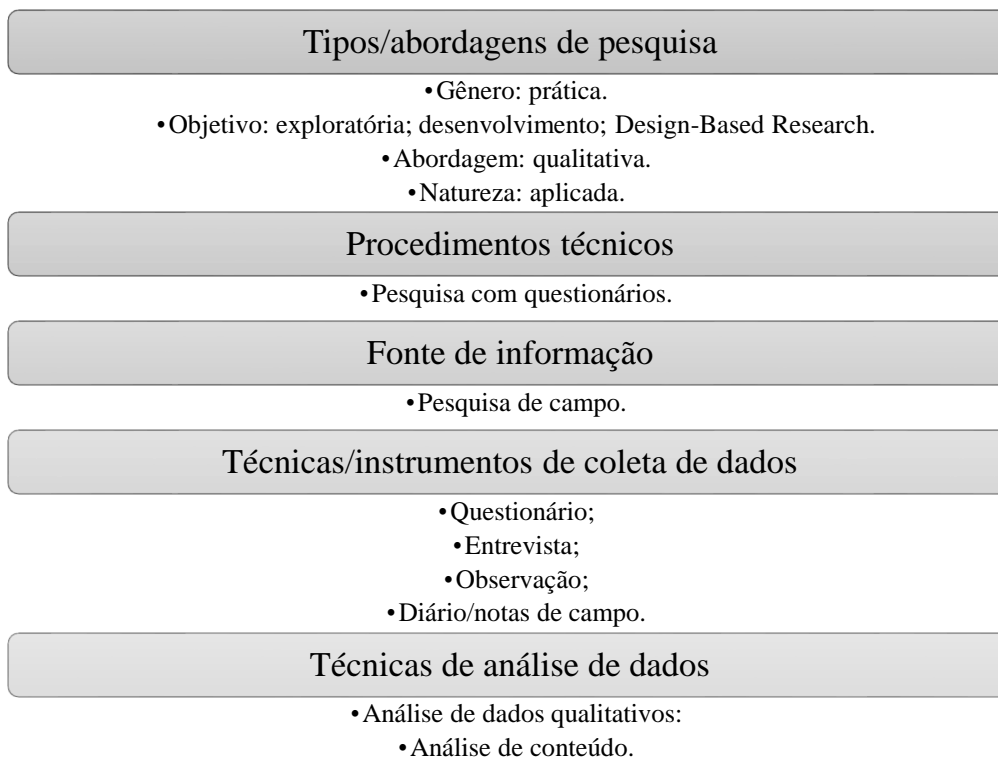 Tipos/abordagens de pesquisa
•Gênero: prática.
•Objetivo: exploratória; desenvolvimento; Design-Based Research.
•Abordagem: qualitativa.
•Natureza: aplicada.
Procedimentos técnicos
•Pesquisa com questionários.
Fonte de informação
•Pesquisa de campo.
Técnicas/instrumentos de coleta de dados
•Questionário;
•Entrevista;
•Observação;
•Diário/notas de campo.
Técnicas de análise de dados
•Análise de dados qualitativos:
•Análise de conteúdo.